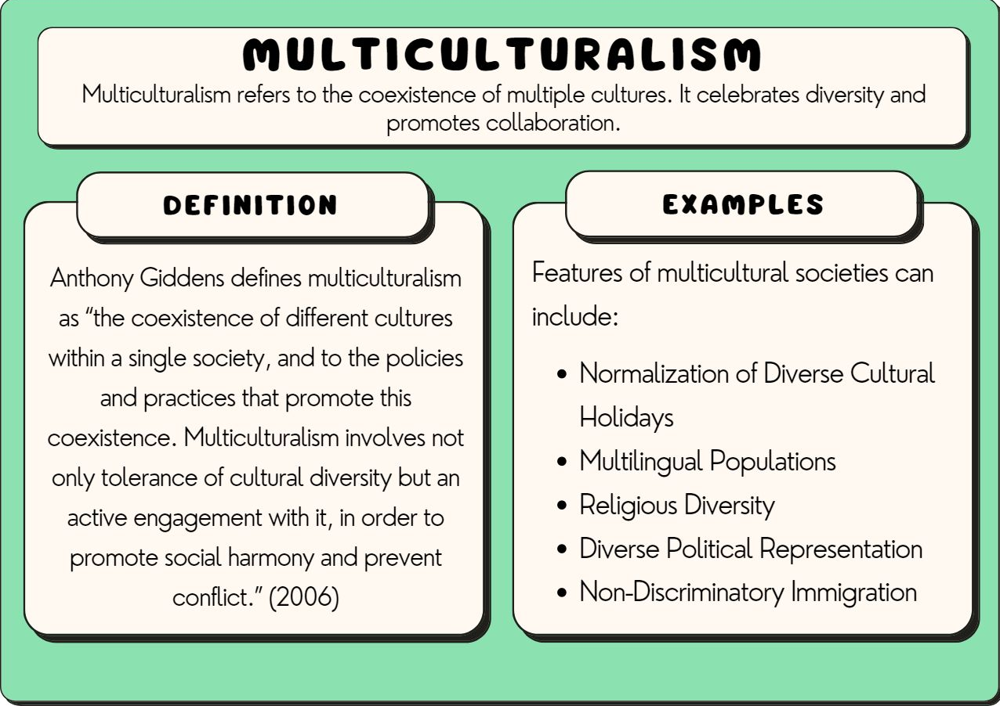 MULTICULTURALISM
Multiculturalism refers to the coexistence of multiple cultures. It celebrates diversity and
promotes collaboration.
DEFINITION
Anthony Giddens defines multiculturalism
as “the coexistence of different cultures
within a single society, and to the policies
and practices that promote this
coexistence. Multiculturalism involves not
only tolerance of cultural diversity but an
active engagement with it, in order to
promote social harmony and prevent
conflict.” (2006)
EXAMPLES
Features of multicultural societies can
include:
• Normalization of Diverse Cultural
Holidays
• Multilingual Populations
• Religious Diversity
• Diverse Political Representation
• Non-Discriminatory Immigration